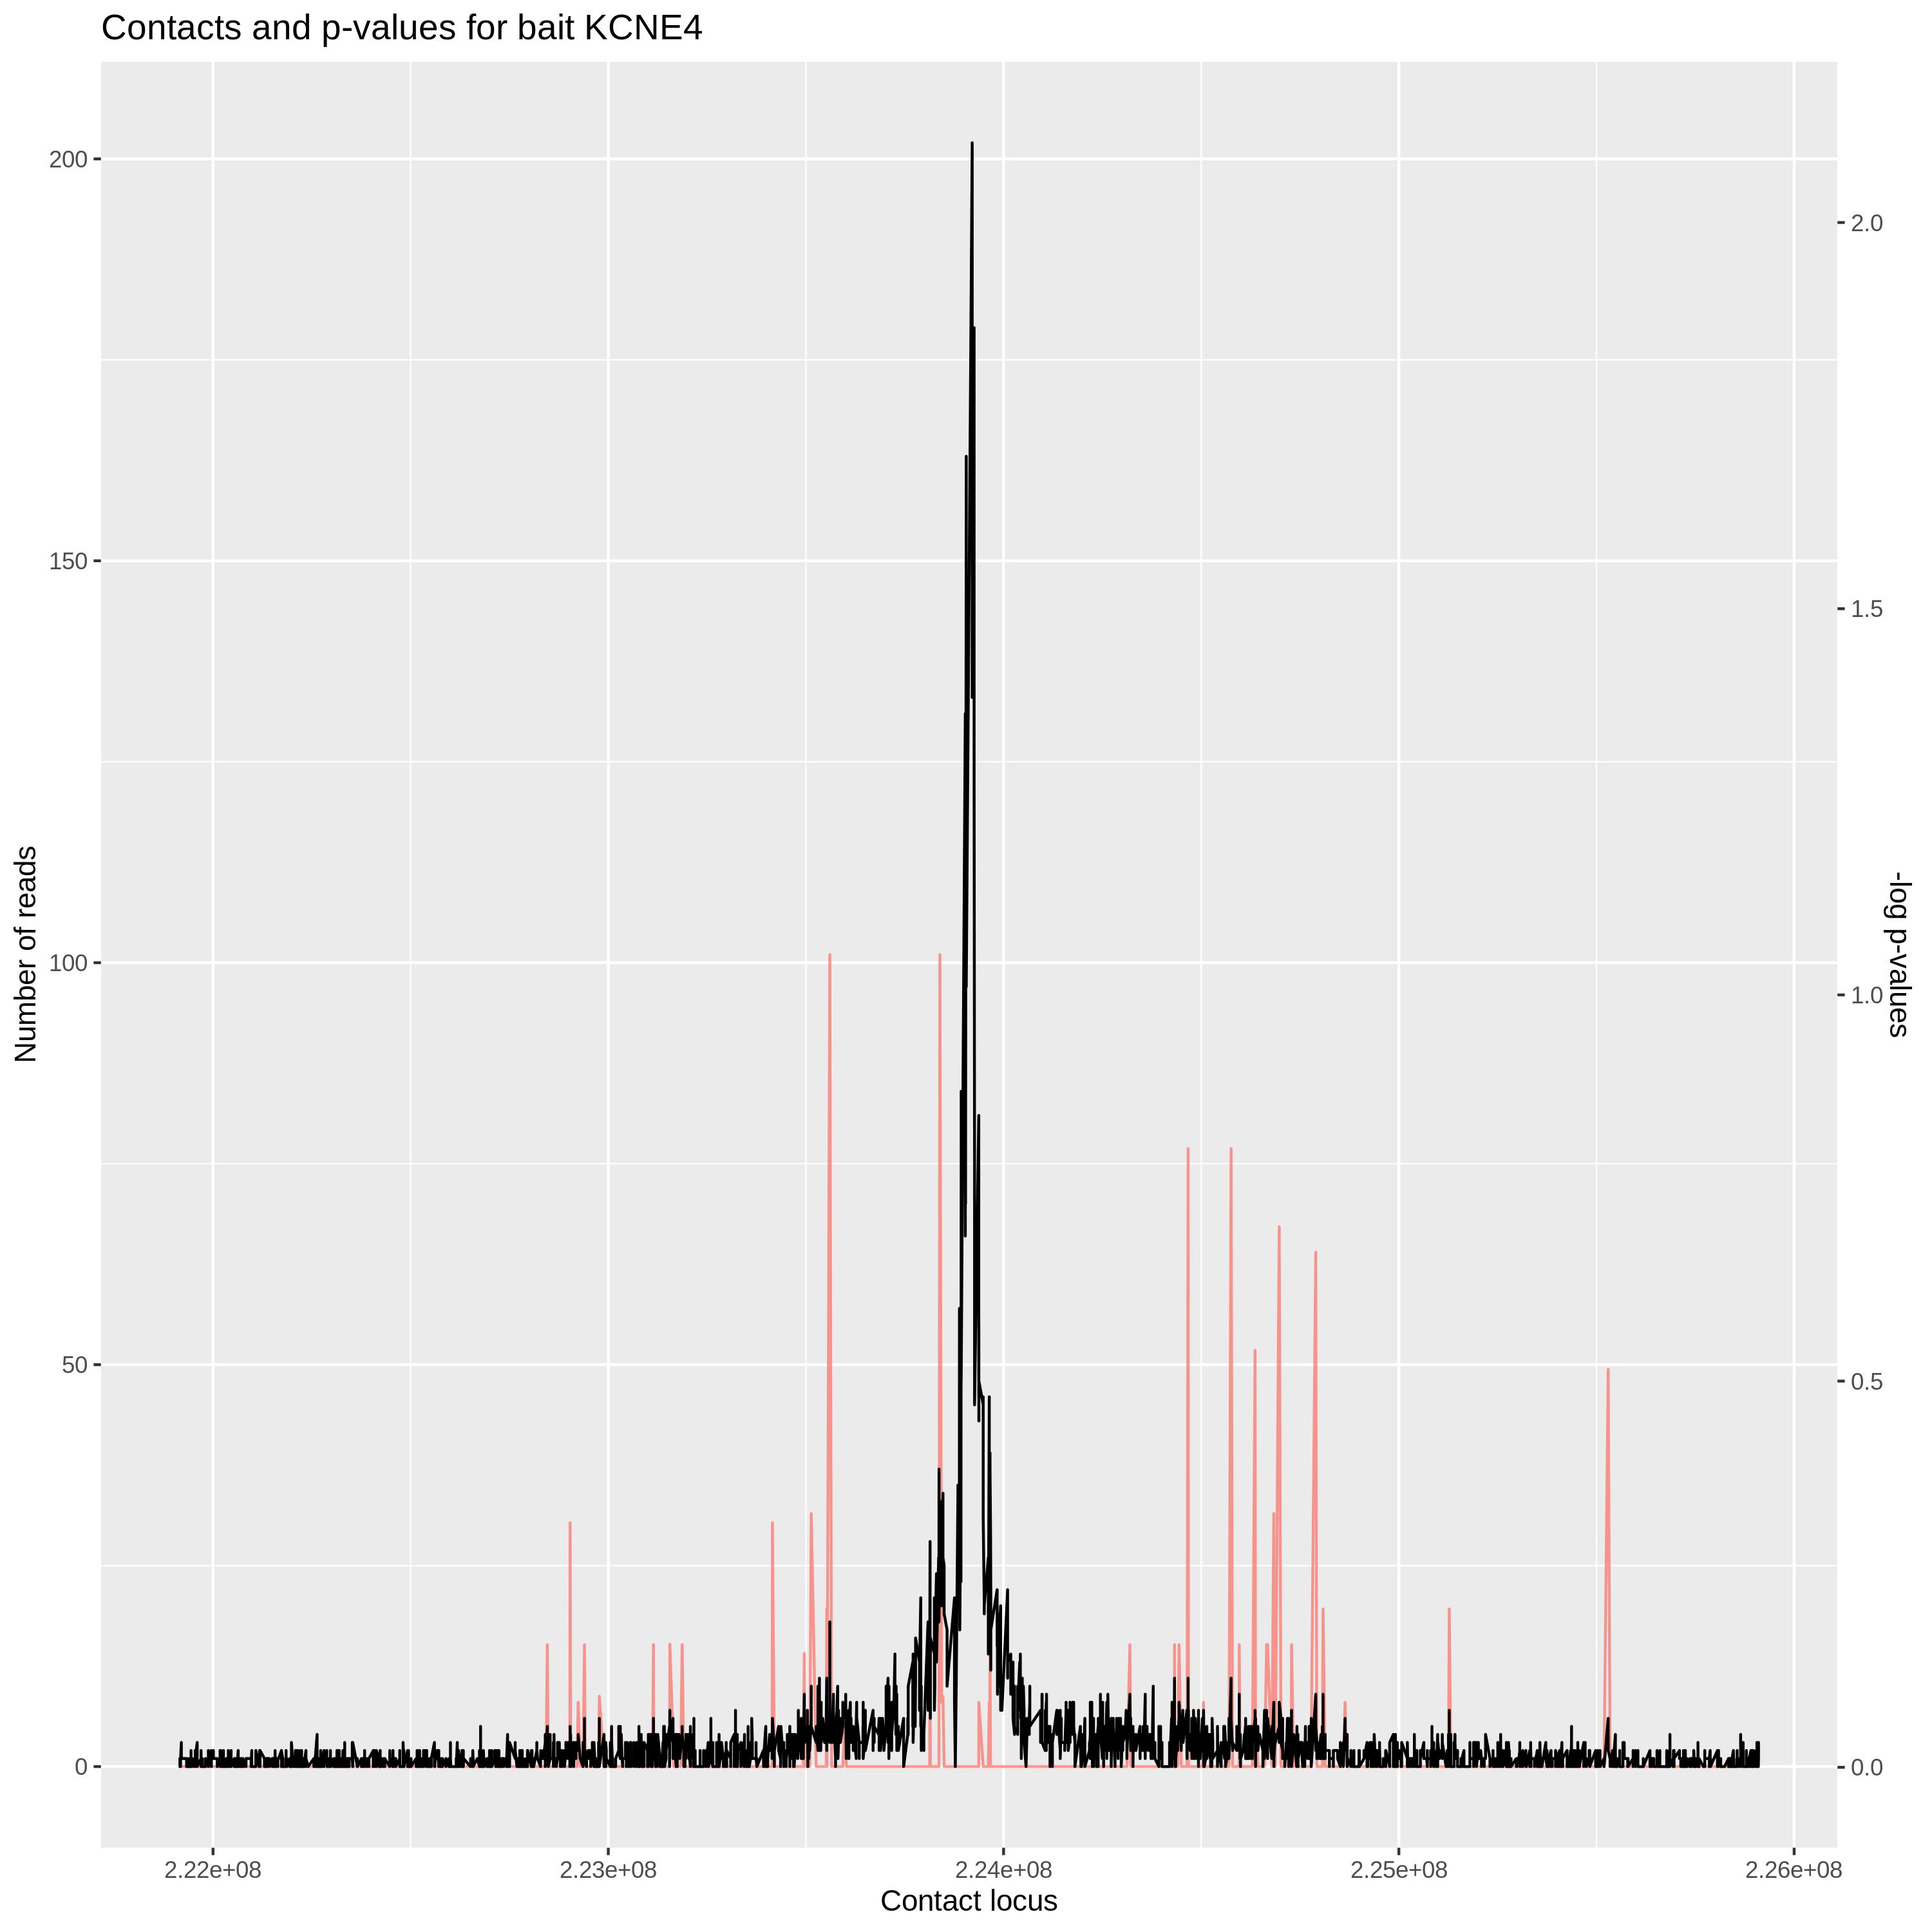 Contacts and p-values for bait KCNE4
200
150
100
50
0
Number of reads
2.0
1.5
1.0
0.5
0.0
-log p-values
2.22e+08
2.23e+08
2.24e+08
2.25e+08
2.26e+08
Contact locus